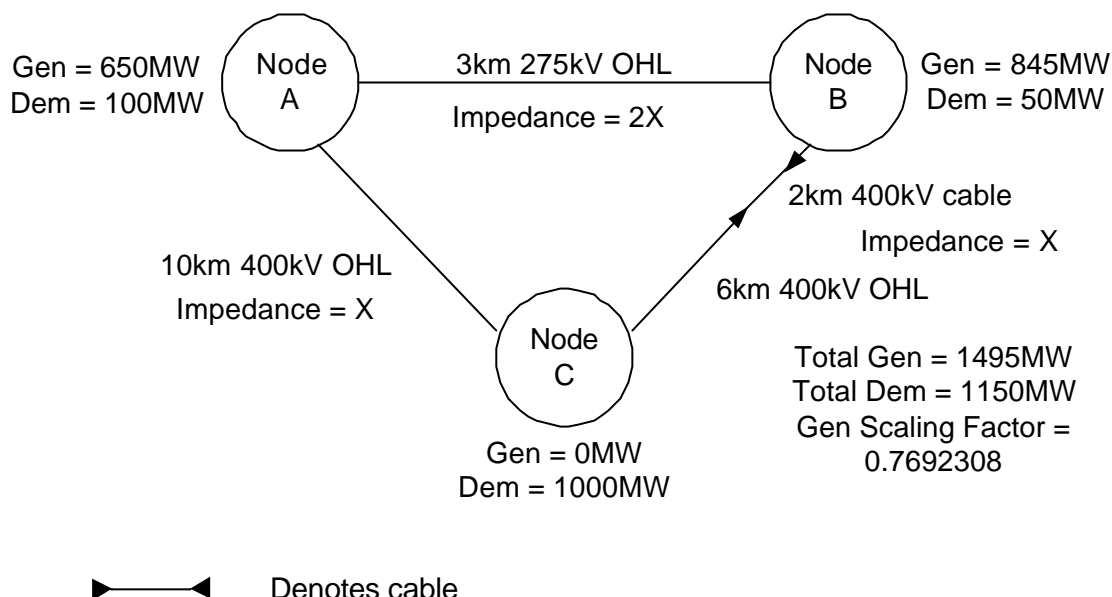 Gen = 650MW
Dem = 100MW
Node
A
3km 275kV OHL
Impedance = 2X
Node
B
Gen = 845MW
Dem = 50MW
2km 400kV cable
Impedance = X
10km 400kV OHL
Impedance = X
6km 400kV OHL
Node
C
Gen = 0MW
Dem = 1000MW
Total Gen = 1495MW
Total Dem = 1150MW
Gen Scaling Factor =
0.7692308
Denotes cable